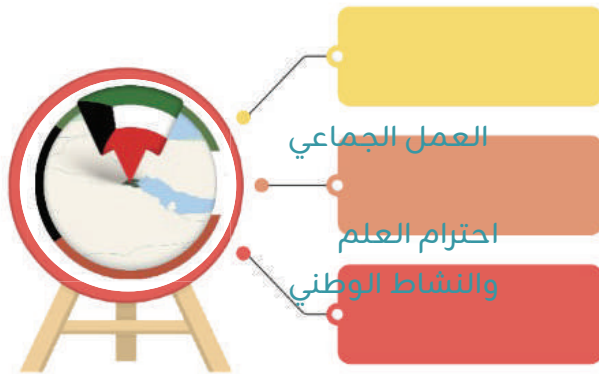 العمل الجماعي
احترام العلم
والنشاط الوطني